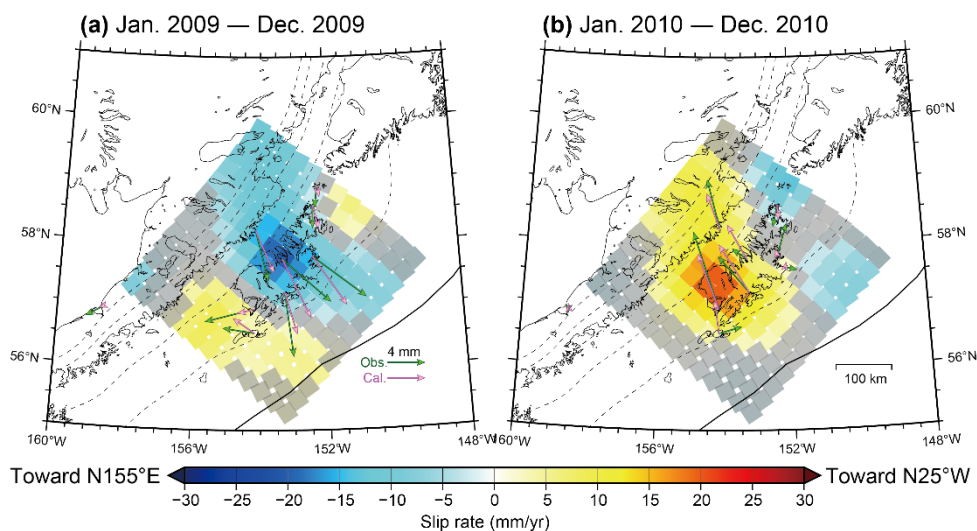 (a) Jan. 2009 — Dec. 2009
(b) Jan. 2010 — Dec. 2010
60°N
58°N
56°N
160°W
156°W
152°W
148°W
4 mm
Obs.
Cal.
60°N
58°N
56°N
160°W
156°W
152°W
148°W
100 km
Toward N155°E
Toward N25°W
−30 −25 −20 −15 −10 −5 0 5 10 15 20 25 30
Slip rate (mm/yr)